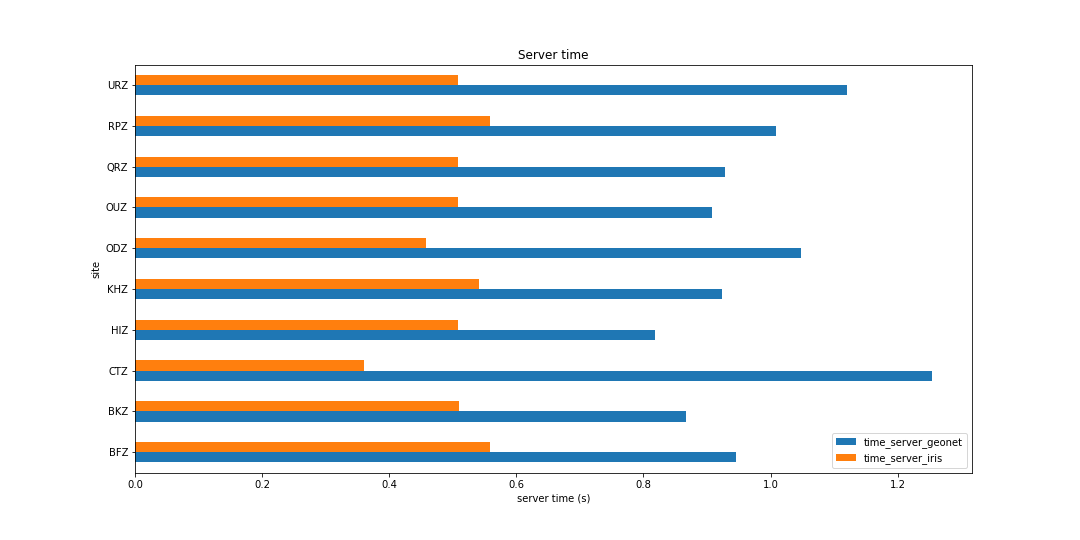 Server time
URZ
RPZ
QRZ
OUZ
ODZ
KHZ
HIZ
CTZ
BKZ
BFZ
site
time_server_geonet
time_server_iris
0.0 0.2 0.4 0.6 0.8 1.0 1.2
server time (s)